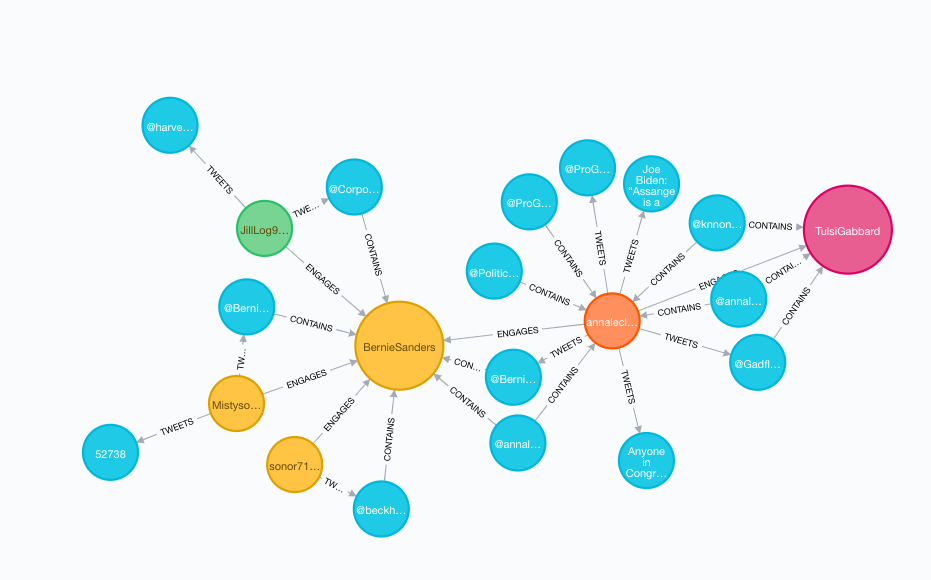 @harve...
TWEETS
JillLog9...
TWE...
@Corpo...
CONTAINS
ENGAGES
@Berni...
CONTAINS
TW...
BernieSanders
ENGAGES
Mistyso...
TWEETS
52738
ENGAGES
sonor71...
TW...
@beckh...
CONTAINS
@ProG...
TWEETS
Joe
Biden:
"Assange
is a
TWEETS
@ProG...
CONTAINS
@Politic...
CONTAINS
@knnon...
CONTAINS
CONTAINS
TulsiGabbard
ENGAG
CONTAI...
@annal...
CONTAINS
annalecl...
ENGAGES
TWEETS
@Gadfl...
CONTAINS
TWEETS
@Berni...
CON...
CONTAINS
CONTAINS
@annal...
TWEETS
Anyone
in
Congr...